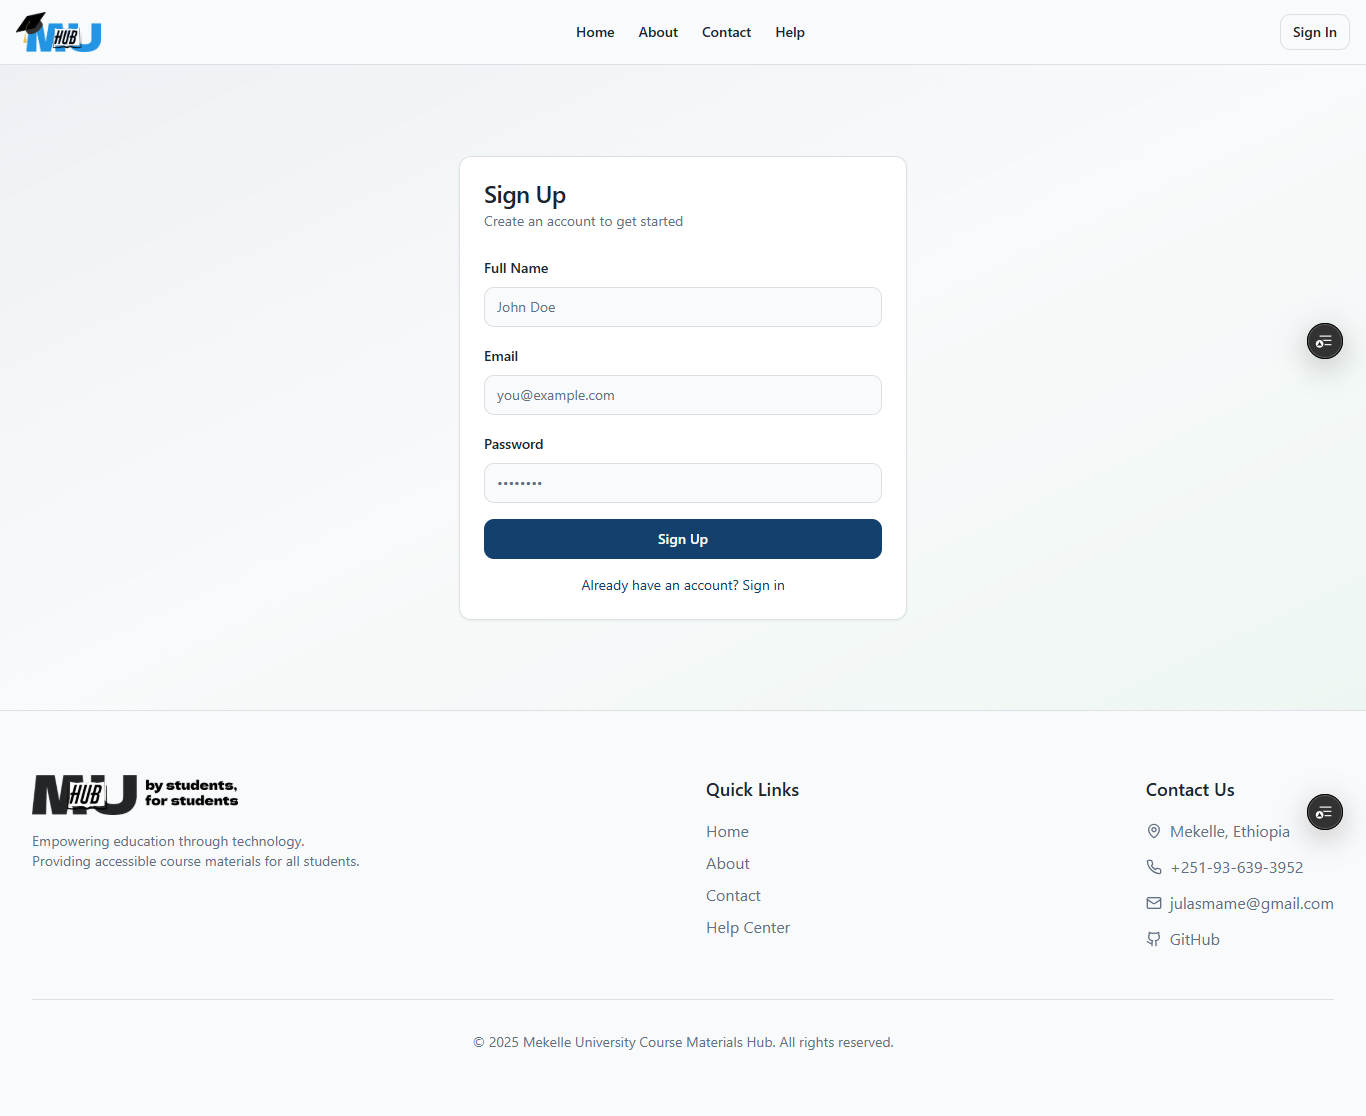 MU HUB
Home
About
Contact
Help
Sign In
Sign Up
Create an account to get started
Full Name
John Doe
Email
you@example.com
Password
••••••••
Sign Up
Already have an account? Sign in
MU HUB
by students,
for students
Empowering education through technology.
Providing accessible course materials for all students.
Quick Links
Home
About
Contact
Help Center
Contact Us
Mekelle, Ethiopia
+251-93-639-3952
julasmame@gmail.com
GitHub
© 2025 Mekelle University Course Materials Hub. All rights reserved.